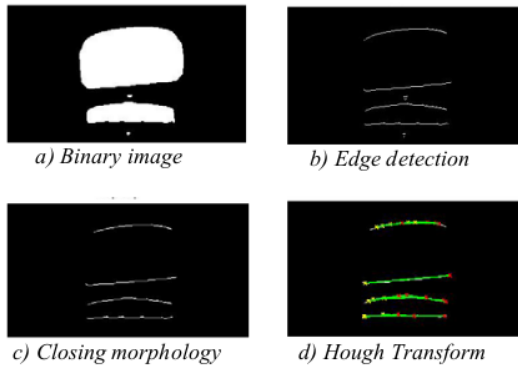 a) Binary image
b) Edge detection
c) Closing morphology
d) Hough Transform